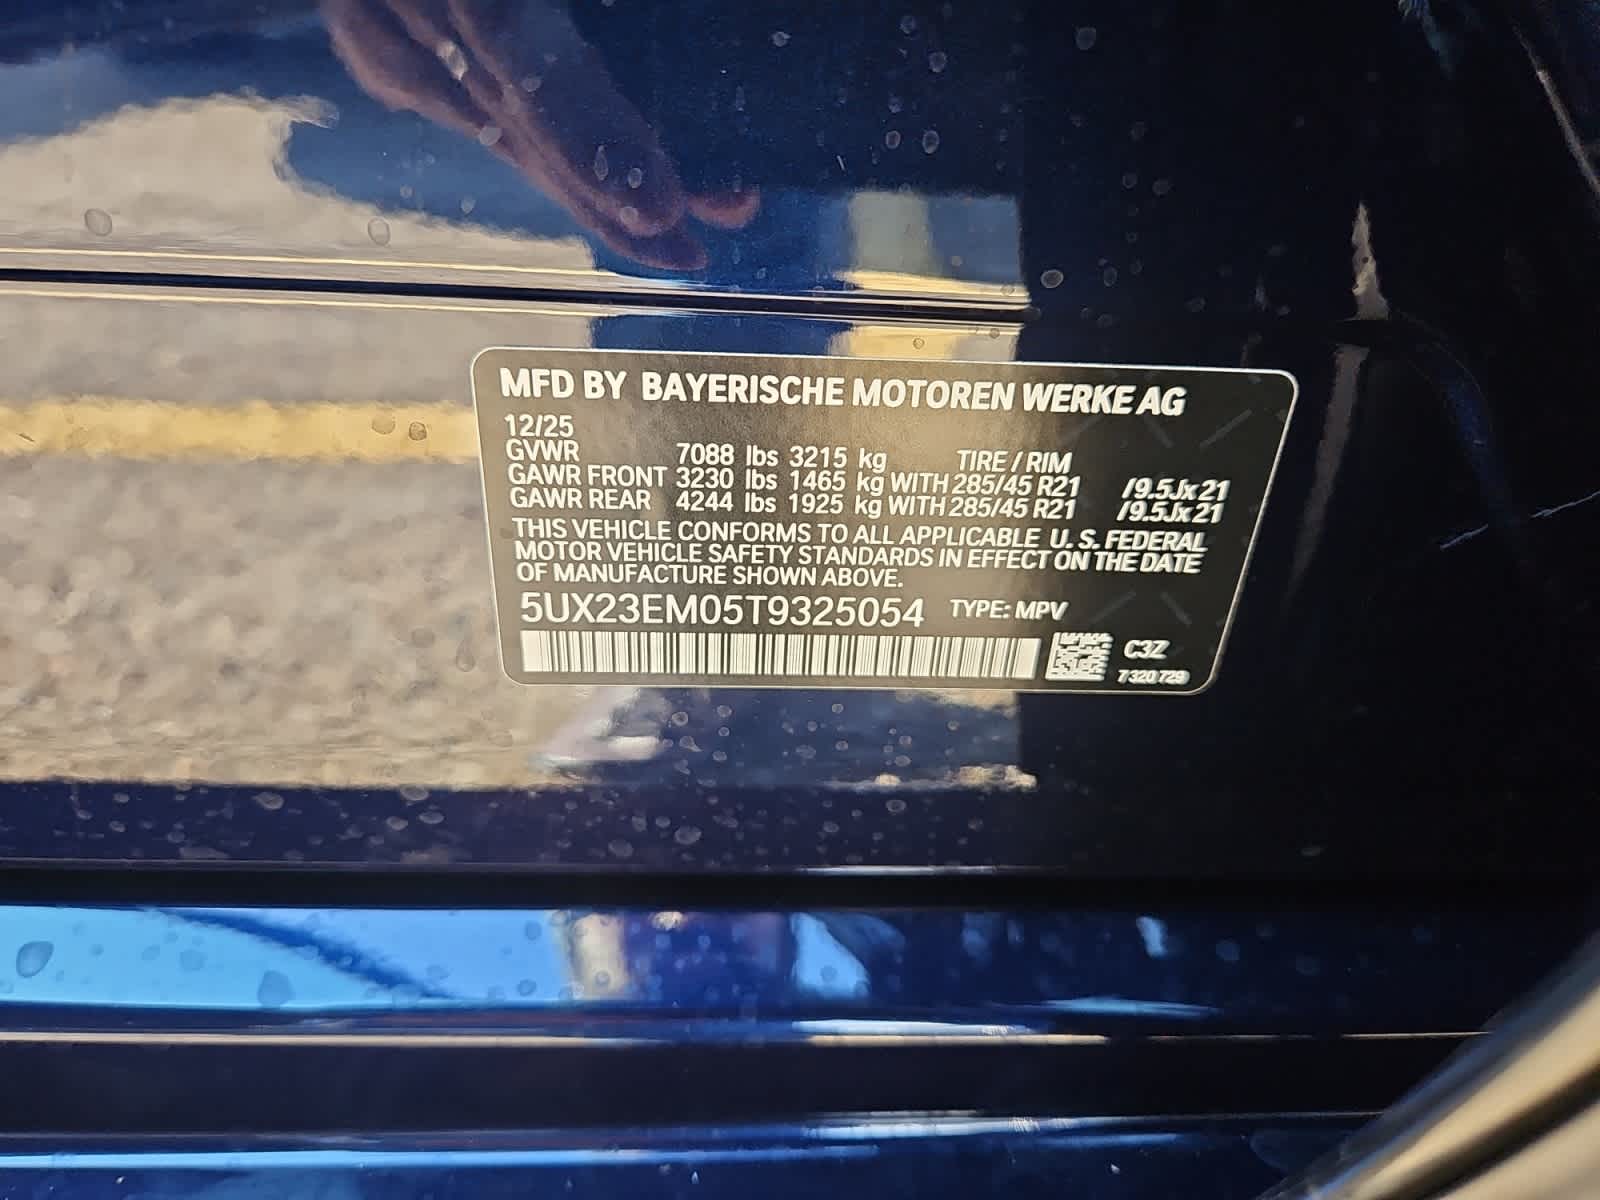 MFD BY BAYERISCHE MOTOREN WERKE AG
12/25
GVWR 7088 lbs 3215 kg TIRE / RIM
GAWR FRONT 3230 lbs 1465 kg WITH 285/45 R21 /9.5Jx21
GAWR REAR 4244 lbs 1925 kg WITH 285/45 R21 /9.5Jx21
THIS VEHICLE CONFORMS TO ALL APPLICABLE U.S. FEDERAL
MOTOR VEHICLE SAFETY STANDARDS IN EFFECT ON THE DATE
OF MANUFACTURE SHOWN ABOVE.
5UX23EM05T9325054 TYPE: MPV
C3Z
7320729